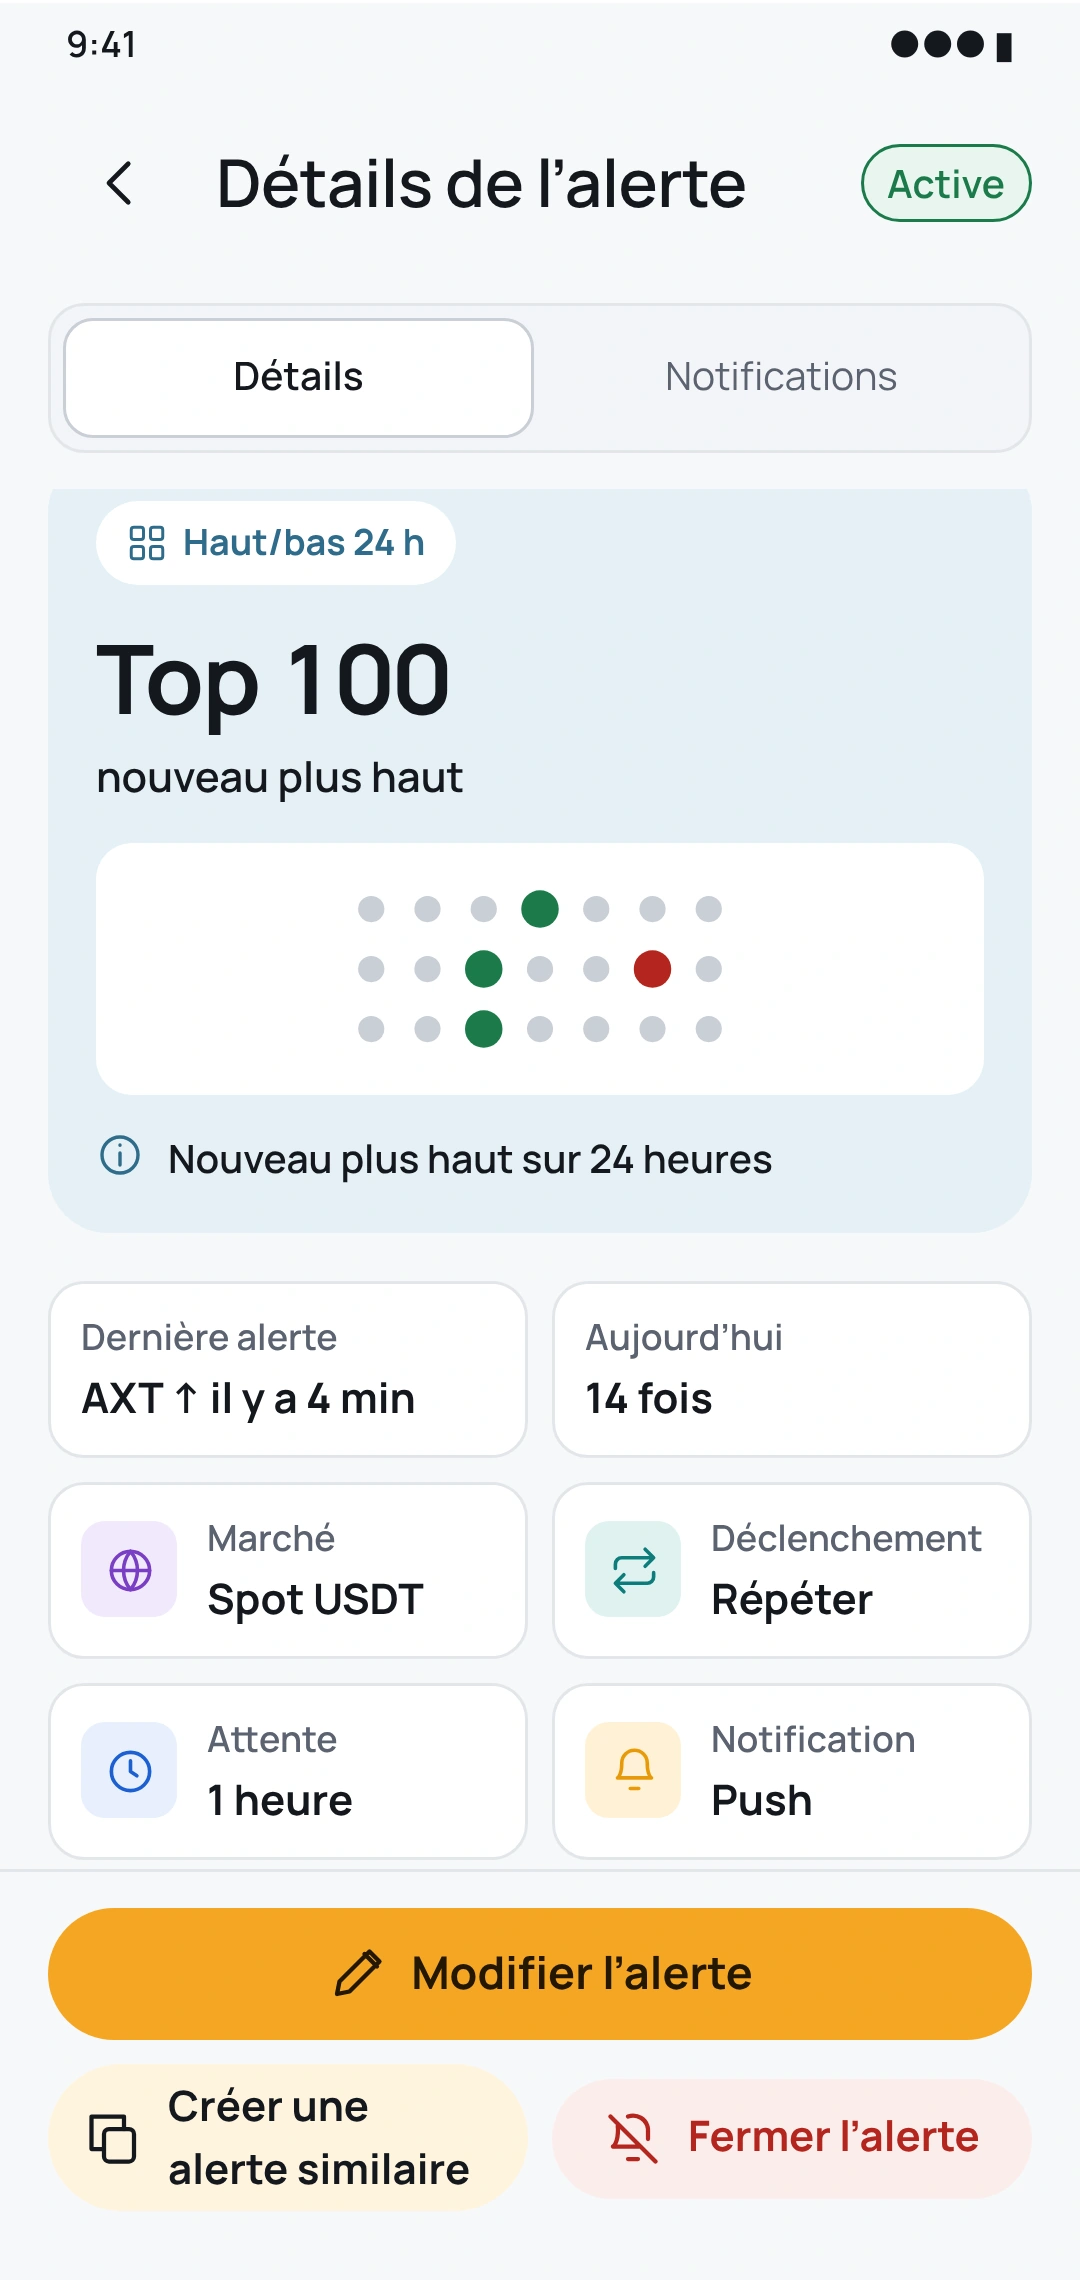 9:41
Détails de l’alerte
Active
Détails
Notifications
Haut/bas 24 h
Top 100
nouveau plus haut
Nouveau plus haut sur 24 heures
Dernière alerte
AXT ↑ il y a 4 min
Aujourd’hui
14 fois
Marché
Spot USDT
Déclenchement
Répéter
Attente
1 heure
Notification
Push
Modifier l’alerte
Créer une
alerte similaire
Fermer l’alerte